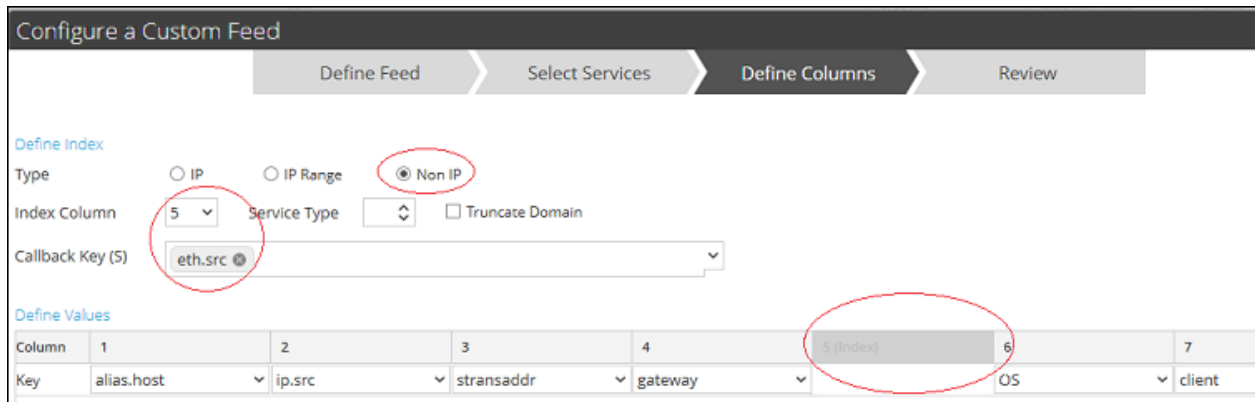 Configure a Custom Feed
Define Feed Select Services Define Columns Review
Define Index
Type IP IP Range Non IP
Index Column 5 Service Type Truncate Domain
Callback Key (S) eth.src
Define Values
Column 1 2 3 4 5 (Index) 6 7
Key alias.host ip.src stransaddr gateway OS client